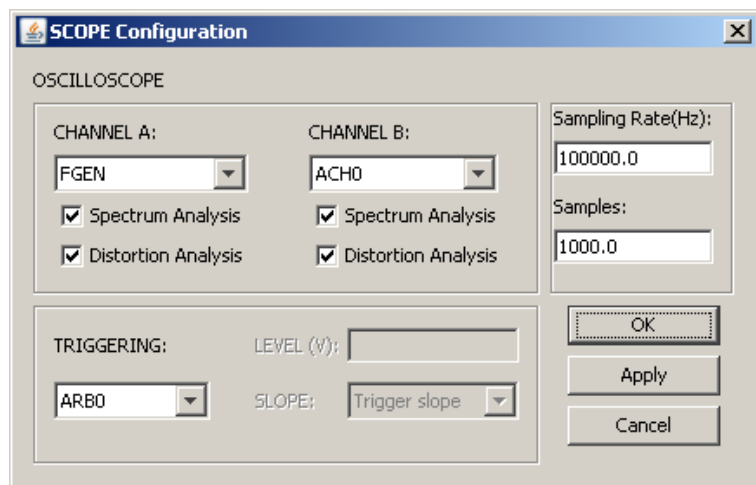 SCOPE Configuration
OSCILLOSCOPE
CHANNEL A:
FGEN
Spectrum Analysis
Distortion Analysis
CHANNEL B:
ACH0
Spectrum Analysis
Distortion Analysis
Sampling Rate(Hz):
100000.0
Samples:
1000.0
TRIGGERING:
ARB0
LEVEL (V):
SLOPE:
Trigger slope
OK
Apply
Cancel